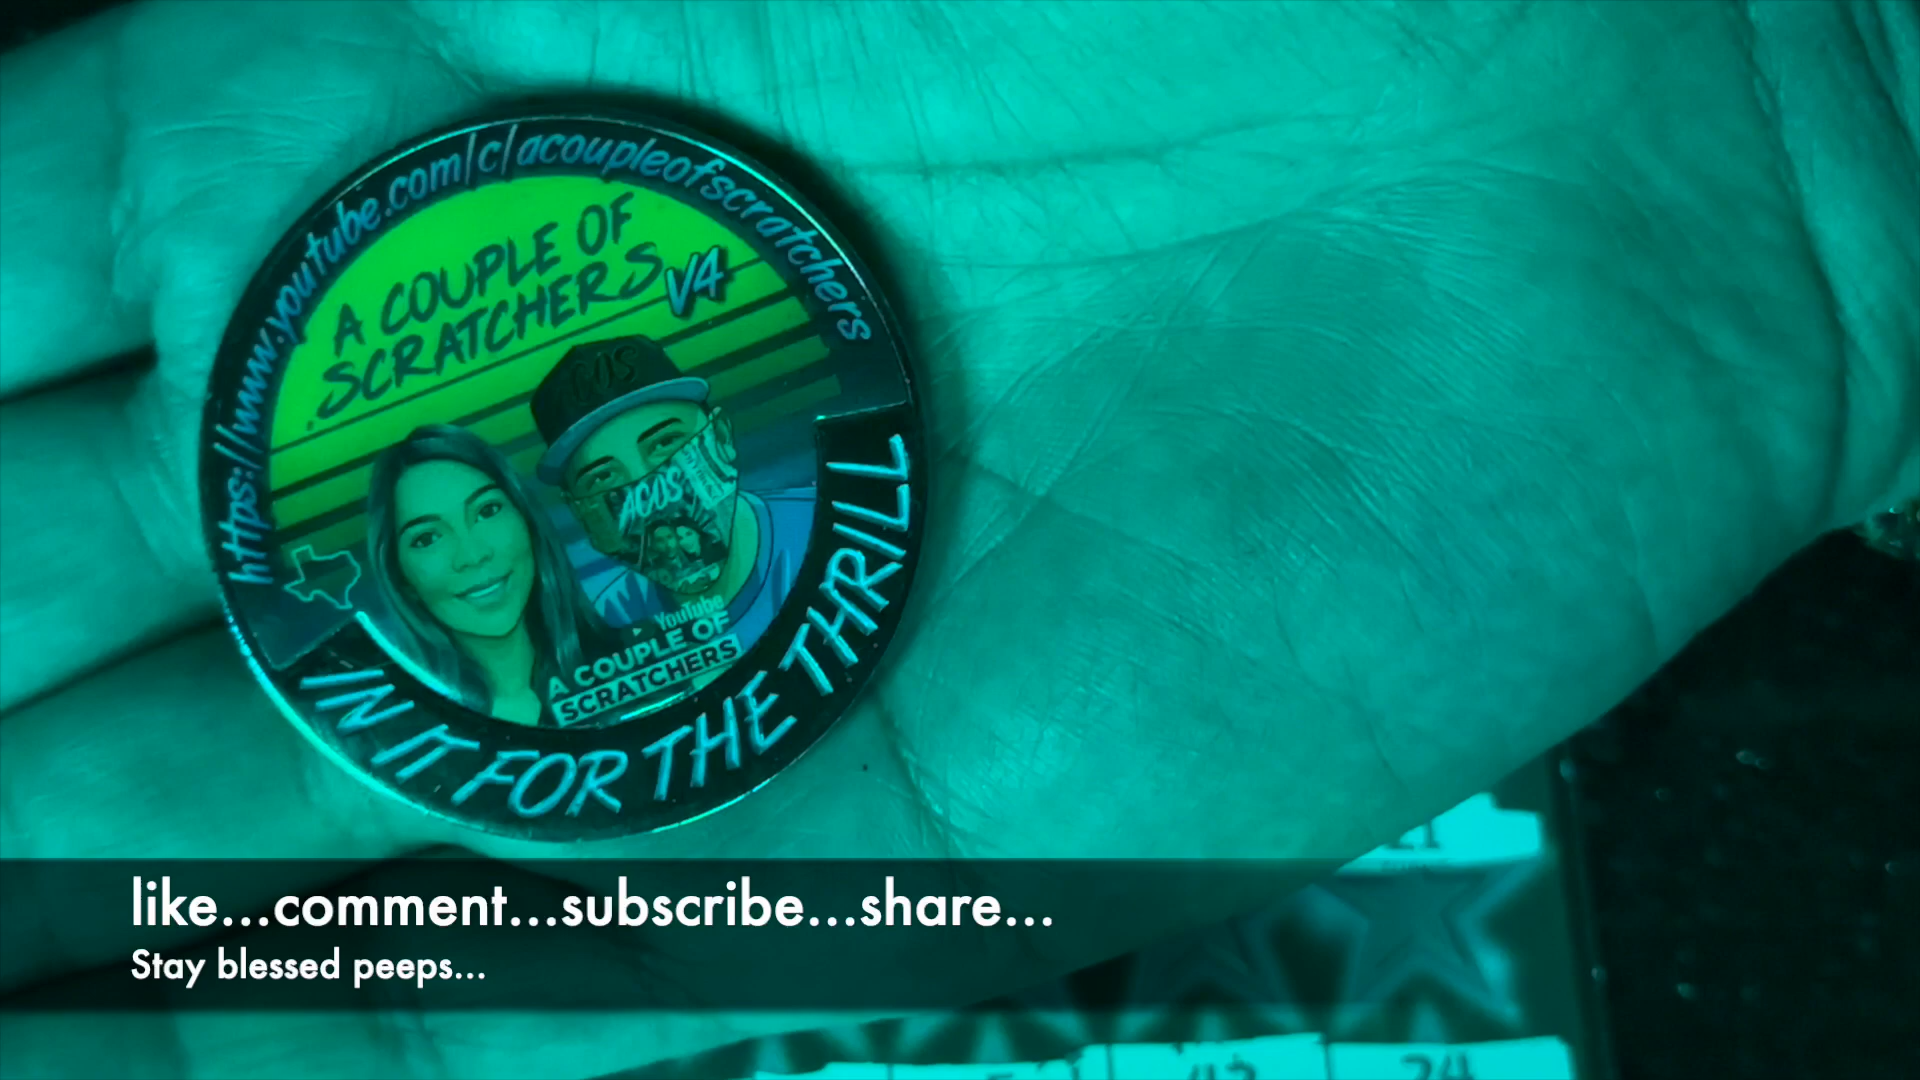 https://www.youtube.com/c/acoupleofscratchers
A COUPLE OF
SCRATCHERS V4
ACOS
YouTube
A COUPLE OF
SCRATCHERS
IN IT FOR THE THRILL
like...comment...subscribe...share...
Stay blessed peeps...
24